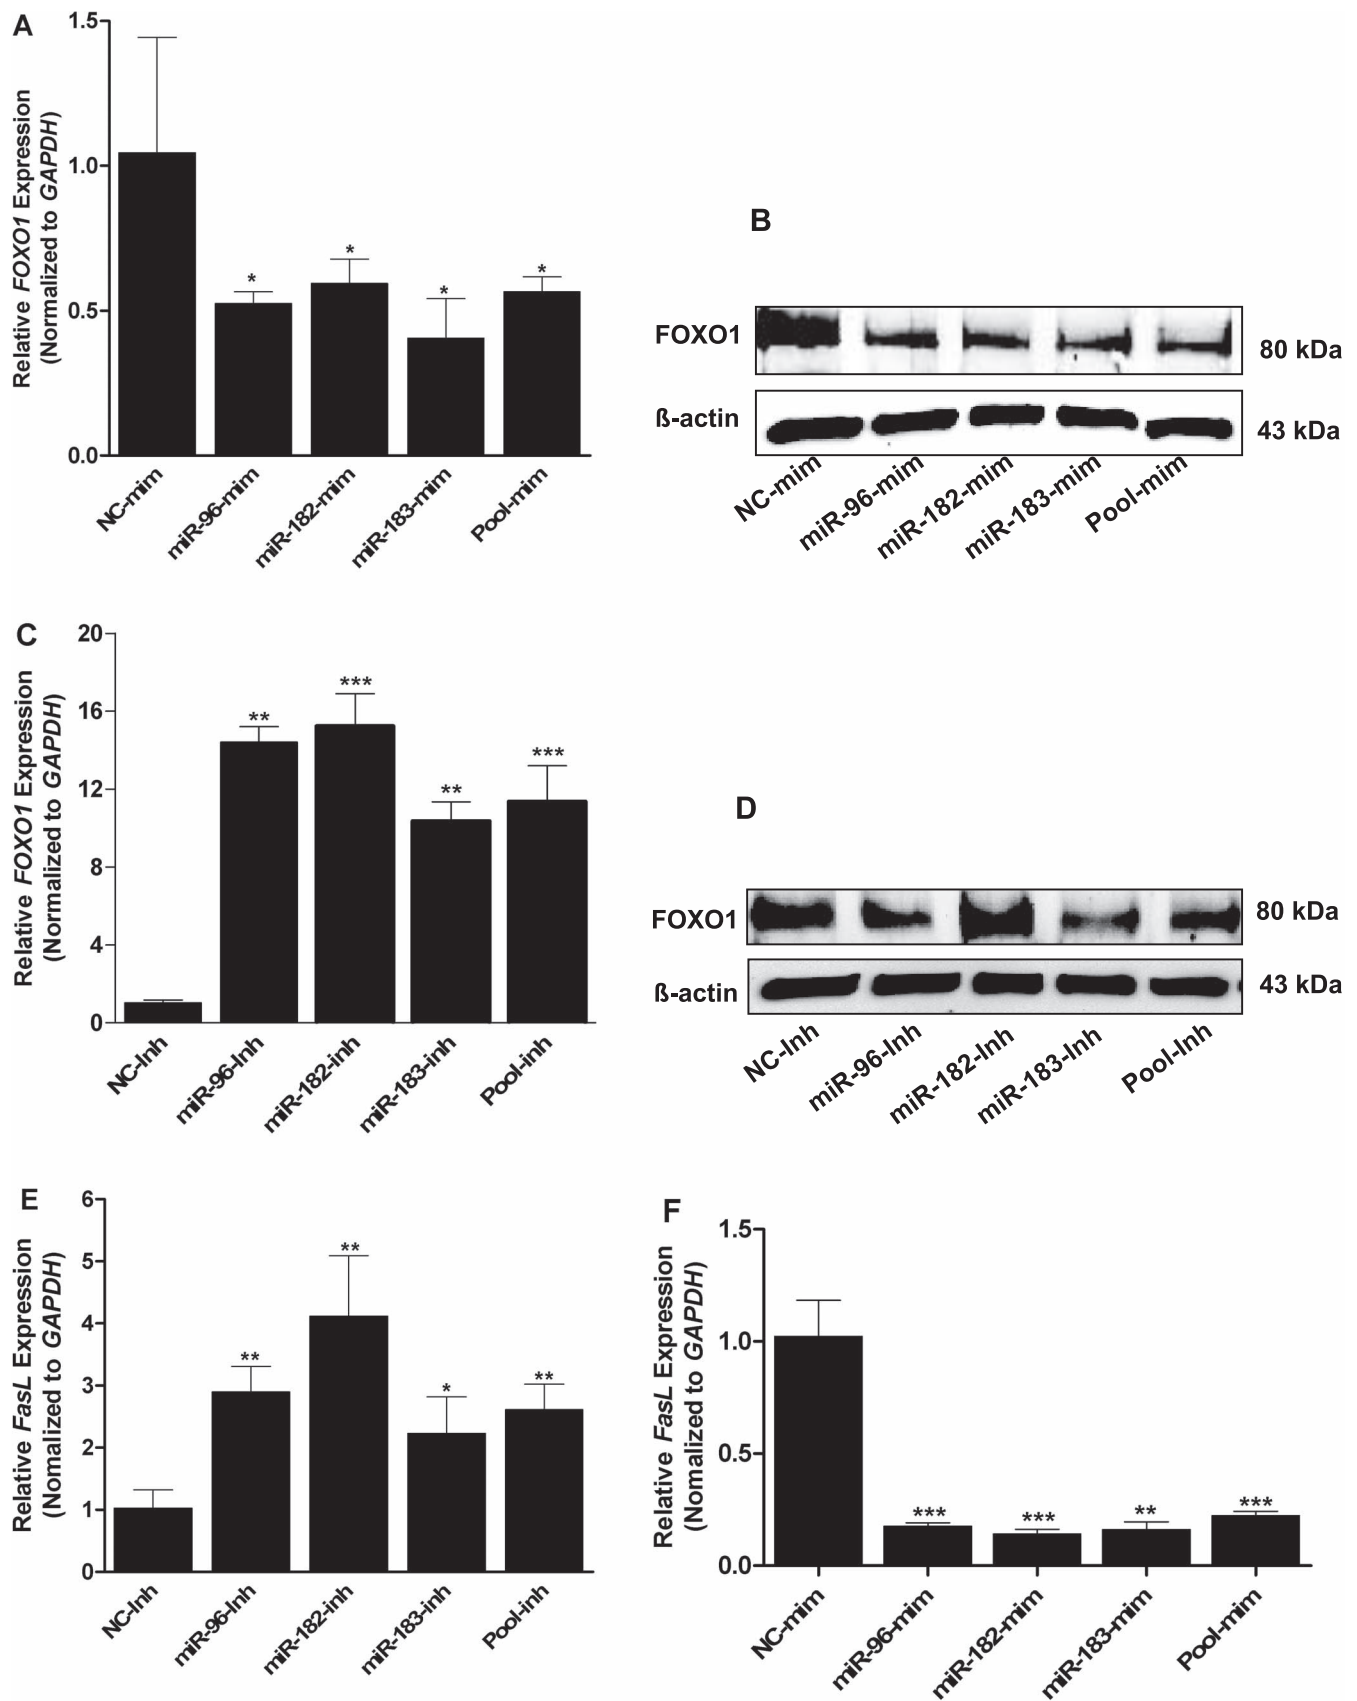 A
Relative FOXO1 Expression
(Normalized to GAPDH)
1.5
1.0
0.5
0.0
*
*
*
*
NC-mim
miR-96-mim
miR-182-mim
miR-183-mim
Pool-mim
B
FOXO1
80 kDa
ß-actin
43 kDa
NC-mim
miR-96-mim
miR-182-mim
miR-183-mim
Pool-mim
C
Relative FOXO1 Expression
(Normalized to GAPDH)
20
16
12
8
4
0
**
***
**
***
NC-Inh
miR-96-Inh
miR-182-inh
miR-183-inh
Pool-inh
D
FOXO1
80 kDa
ß-actin
43 kDa
NC-Inh
miR-96-Inh
miR-182-Inh
miR-183-Inh
Pool-Inh
E
Relative FasL Expression
(Nomalized to GAPDH)
6
5
4
3
2
1
0
**
**
*
**
NC-Inh
miR-96-Inh
miR-182-inh
miR-183-inh
Pool-inh
F
Relative FasL Expression
(Nomalized to GAPDH)
1.5
1.0
0.5
0.0
***
***
**
***
NC-mim
miR-96-mim
miR-182-mim
miR-183-mim
Pool-mim